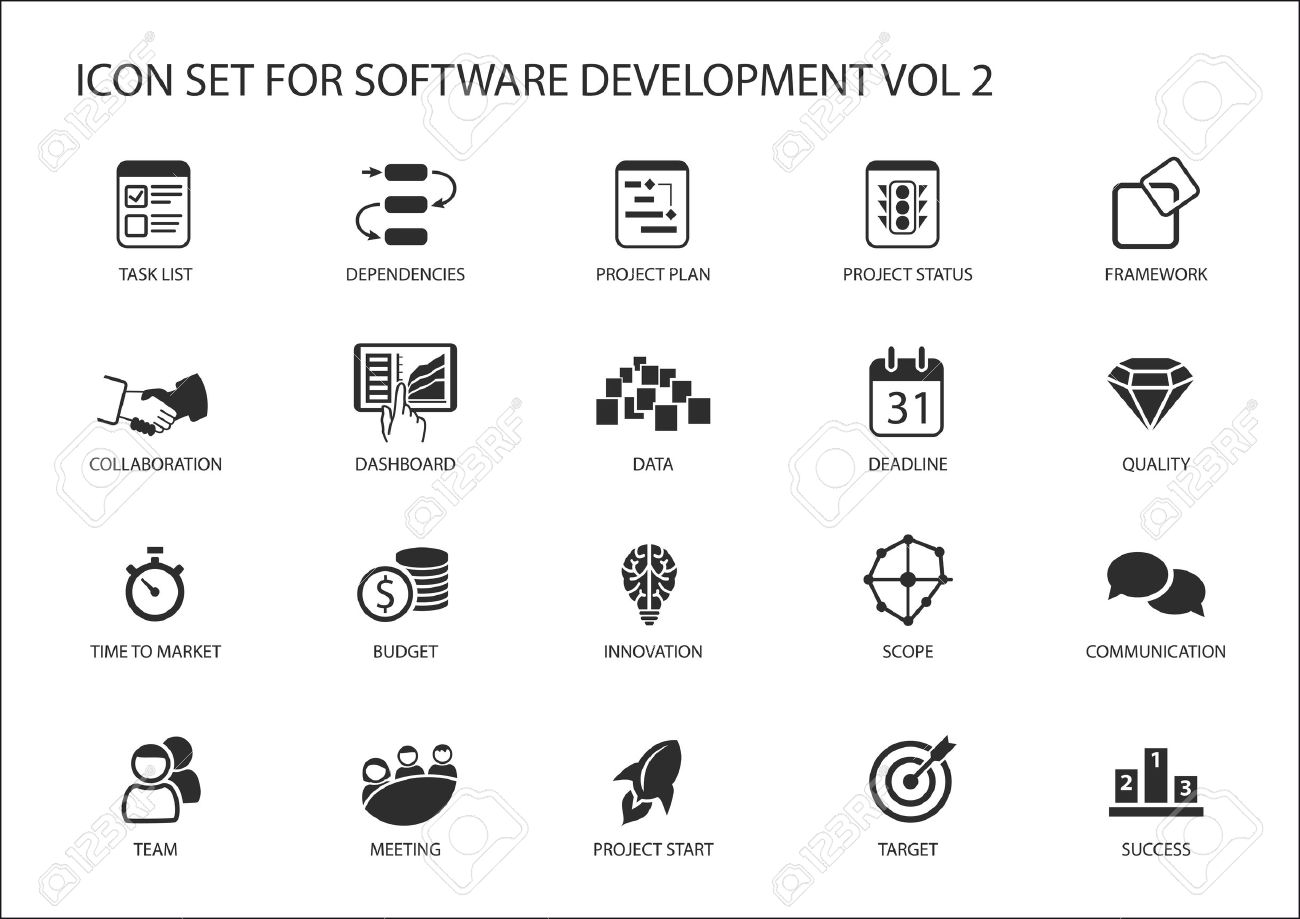 ICON SET FOR SOFTWARE DEVELOPMENT VOL 2
TASK LIST
DEPENDENCIES
PROJECT PLAN
PROJECT STATUS
FRAMEWORK
31
COLLABORATION
DASHBOARD
DATA
DEADLINE
QUALITY
$
TIME TO MARKET
BUDGET
INNOVATION
SCOPE
COMMUNICATION
2 1 3
TEAM
MEETING
PROJECT START
TARGET
SUCCESS
123RF